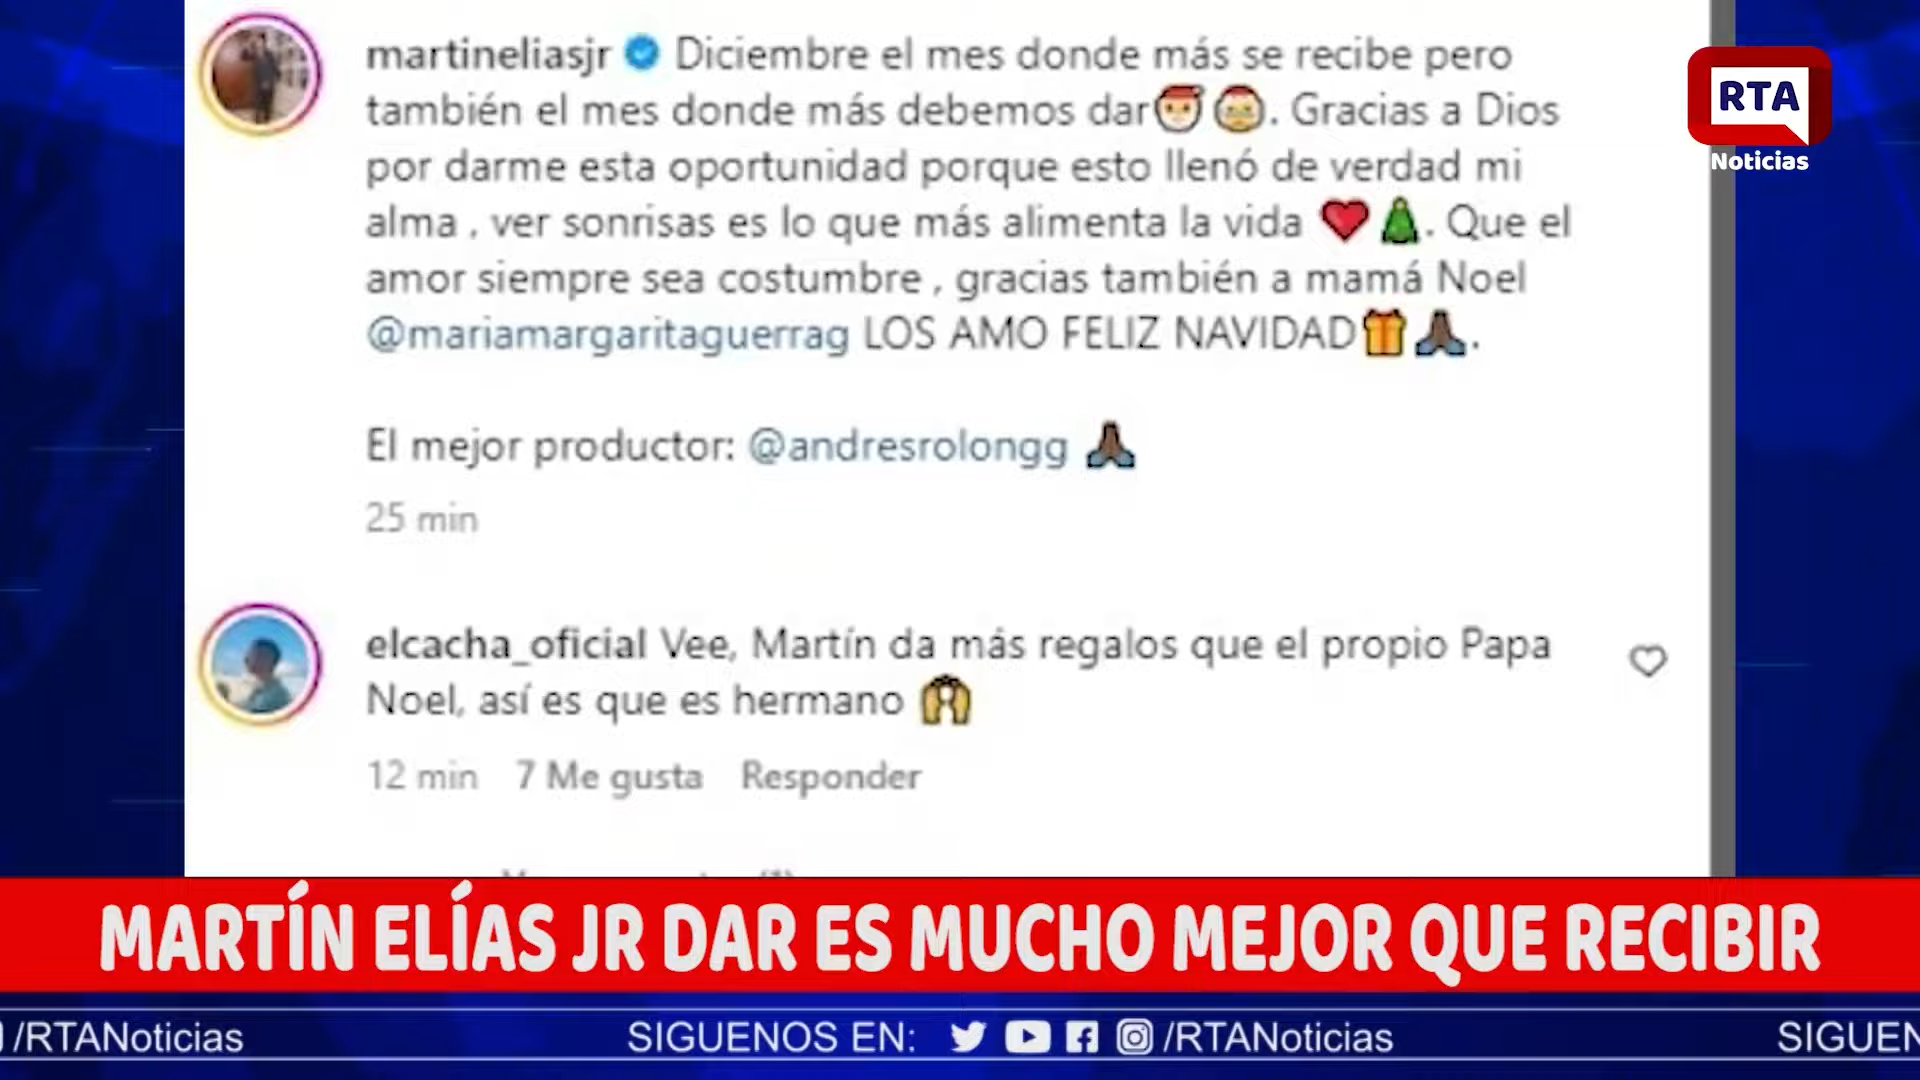 martineliasjr Diciembre el mes donde más se recibe pero
también el mes donde más debemos dar🎅🤶. Gracias a Dios
por darme esta oportunidad porque esto llenó de verdad mi
alma , ver sonrisas es lo que más alimenta la vida ❤️🎄. Que el
amor siempre sea costumbre , gracias también a mamá Noel
@mariamargaritaguerrag LOS AMO FELIZ NAVIDAD🎁🙏🏿.
El mejor productor: @andresrolongg 🙏🏿
25 min
elcacha_oficial Vee, Martín da más regalos que el propio Papa
Noel, así es que es hermano 🙌
12 min 7 Me gusta Responder
RTA
Noticias
MARTÍN ELÍAS JR DAR ES MUCHO MEJOR QUE RECIBIR
/RTANoticias SIGUENOS EN: /RTANoticias SIGUEN